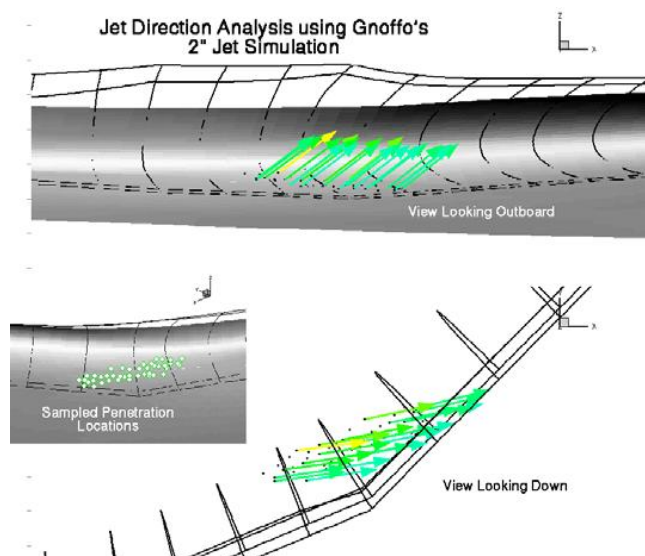 Jet Direction Analysis using Gnoffo's
2" Jet Simulation
Z
X
View Looking Outboard
Sampled Penetration
Locations
X
View Looking Down